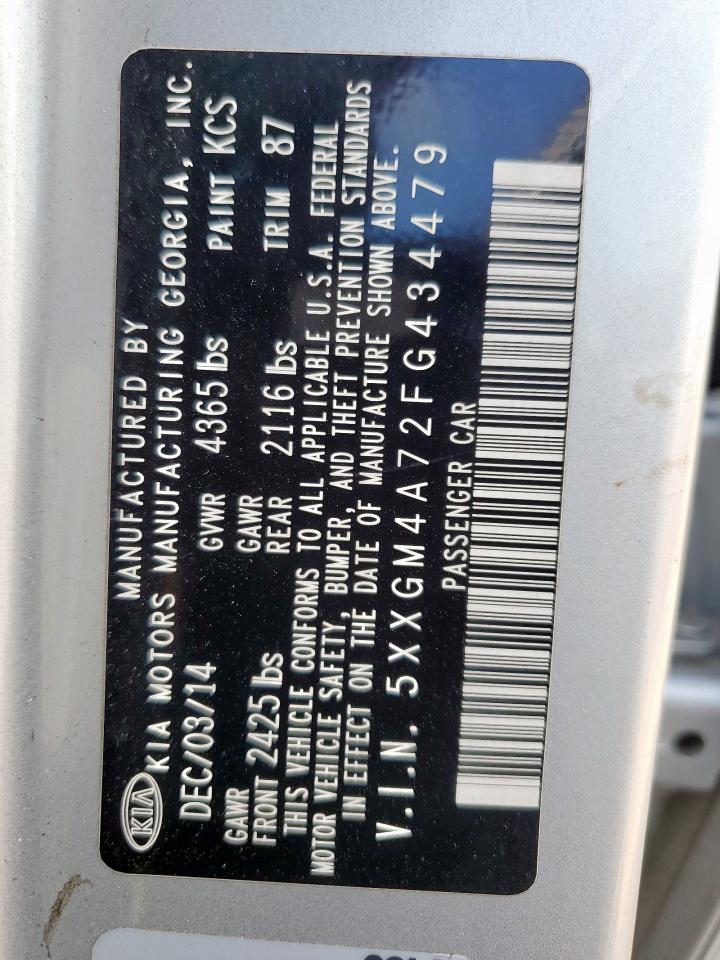 MANUFACTURED BY
KIA KIA MOTORS MANUFACTURING GEORGIA, INC.
DEC/03/14 GVWR 4365 lbs PAINT KCS
GAWR FRONT 2425 lbs GAWR REAR 2116 lbs TRIM 87
THIS VEHICLE CONFORMS TO ALL APPLICABLE U.S.A. FEDERAL
MOTOR VEHICLE SAFETY, BUMPER, AND THEFT PREVENTION STANDARDS
IN EFFECT ON THE DATE OF MANUFACTURE SHOWN ABOVE.
V.I.N. 5XXGM4A72FG434479
PASSENGER CAR